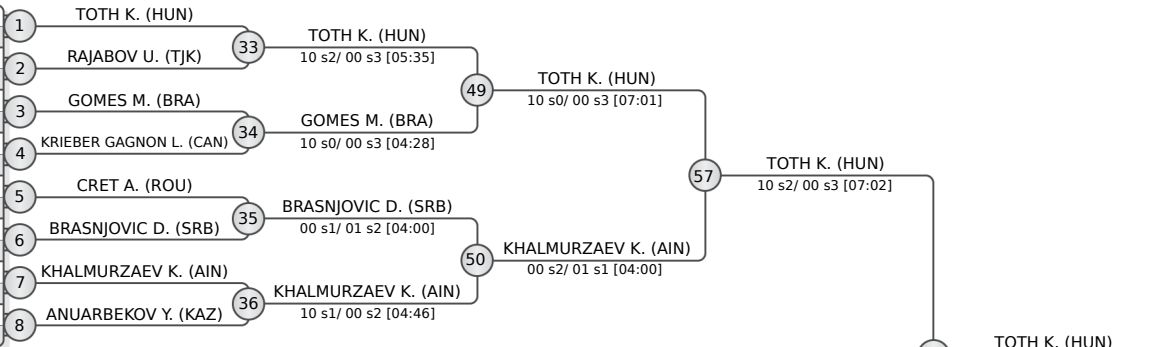 1
TOTH K. (HUN)
2
RAJABOV U. (TJK)
33
TOTH K. (HUN)
10 s2/ 00 s3 [05:35]
3
GOMES M. (BRA)
4
KRIEBER GAGNON L. (CAN)
34
GOMES M. (BRA)
10 s0/ 00 s3 [04:28]
49
TOTH K. (HUN)
10 s0/ 00 s3 [07:01]
5
CRET A. (ROU)
6
BRASNJOVIC D. (SRB)
35
BRASNJOVIC D. (SRB)
00 s1/ 01 s2 [04:00]
7
KHALMURZAEV K. (AIN)
8
ANUARBEKOV Y. (KAZ)
36
KHALMURZAEV K. (AIN)
10 s1/ 00 s2 [04:46]
50
KHALMURZAEV K. (AIN)
00 s2/ 01 s1 [04:00]
57
TOTH K. (HUN)
10 s2/ 00 s3 [07:02]
TOTH K. (HUN)